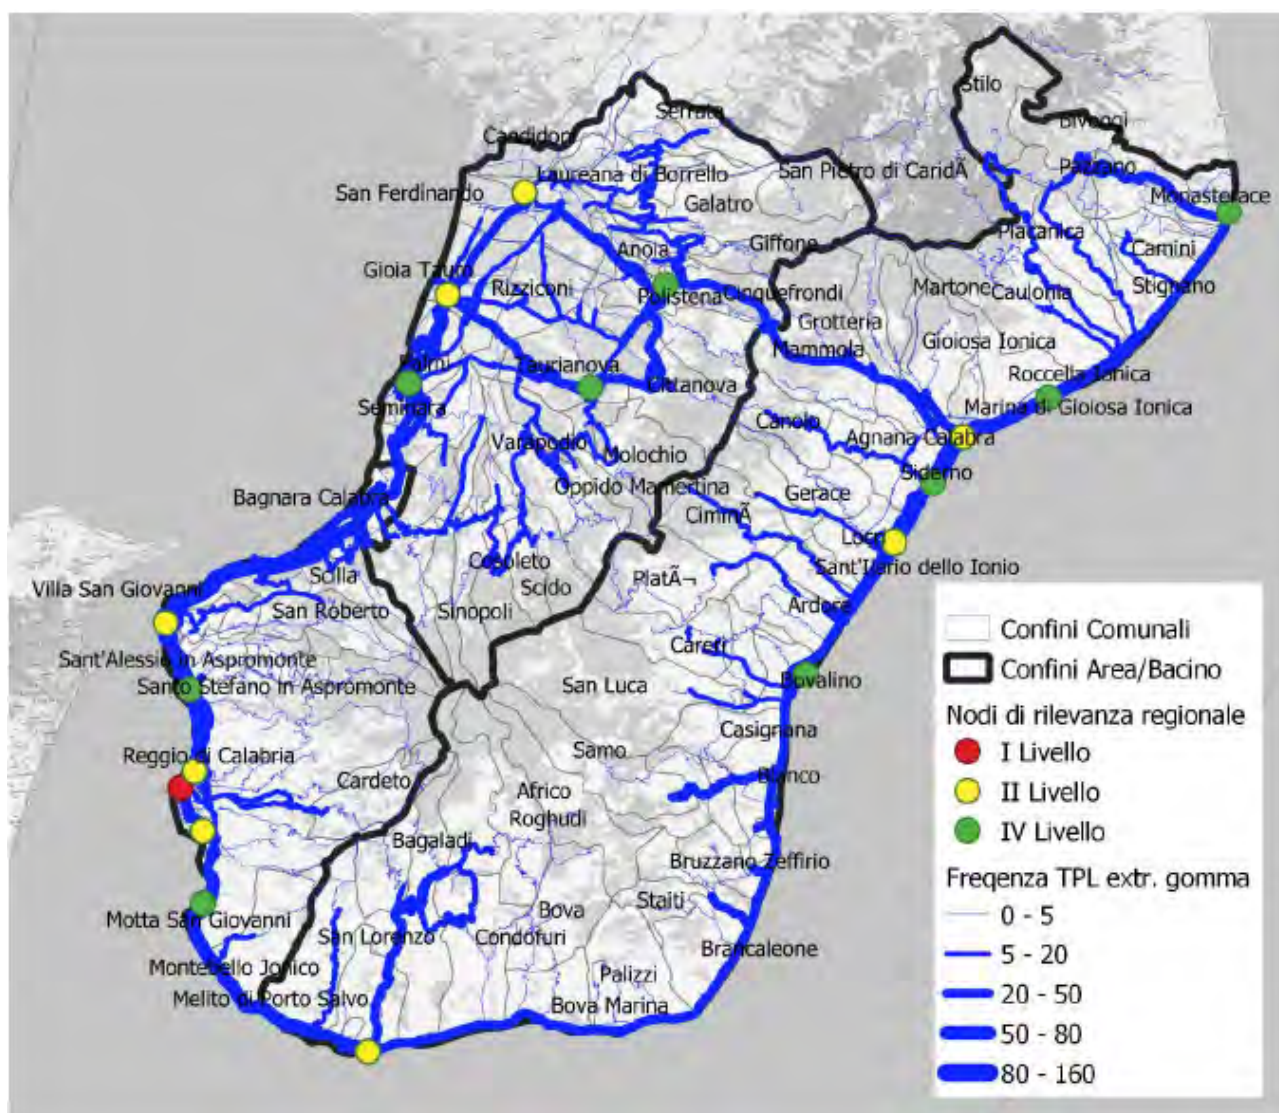 Stilo
Serrata
Candidoni
Bivongi
San Pietro di CaridÃ
Pazzano
Laureana di Borrello
San Ferdinando
Monasterace
Galatro
Placanica
Giffone
Anoia
Camini
Gioia Tauro
Rizziconi
Polistena
Cinquefrondi
Martone
Caulonia
Stignano
Grotteria
Gioiosa Ionica
Mammola
Palmi
Taurianova
Cittanova
Roccella Ionica
Seminara
Marina di Gioiosa Ionica
Canolo
Agnana Calabra
Varapodio
Molochio
Siderno
Oppido Mamertina
Gerace
Bagnara Calabra
CiminÃ
Locri
Cosoleto
Sant'Ilario dello Ionio
Scilla
Scido
PlatÃ¬
Villa San Giovanni
San Roberto
Sinopoli
Ardore
Careri
Sant'Alessio in Aspromonte
Santo Stefano in Aspromonte
San Luca
Bovalino
Casignana
Samo
Reggio di Calabria
Cardeto
Bianco
Africo
Roghudi
Bagaladi
Bruzzano Zeffirio
Staiti
Motta San Giovanni
San Lorenzo
Bova
Condofuri
Brancaleone
Montebello Jonico
Palizzi
Melito di Porto Salvo
Bova Marina
Confini Comunali
Confini Area/Bacino
Nodi di rilevanza regionale
I Livello
II Livello
IV Livello
Freqenza TPL extr. gomma
0 - 5
5 - 20
20 - 50
50 - 80
80 - 160